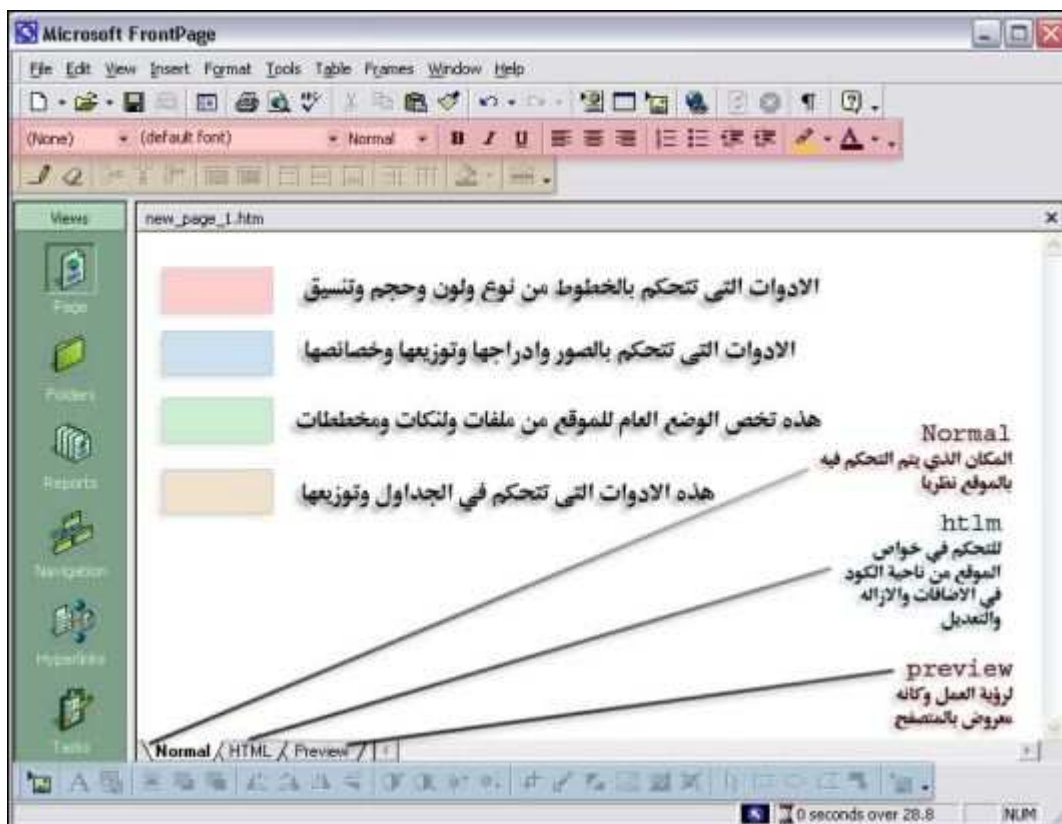 Microsoft FrontPage
File Edit View Insert Format Tools Table Frames Window Help
(None) (default font) Normal B I U A
Views
new_page_1.htm
Page
Folders
Reports
Navigation
Hyperlinks
Tasks
الادوات التى تتحكم بالخطوط من نوع ولون وحجم وتنسيق
الادوات التى تتحكم بالصور وادراجها وتوزيعها وخصائصها
هذه تخص الوضع العام للموقع من ملفات ولنكات ومخططات
هذه الادوات التى تتحكم في الجداول وتوزيعها
Normal
المكان الذي يتم التحكم فيه
بالموقع نظريا
htlm
للتحكم في خواص
الموقع من ناحية الكود
في الاضافات والازاله
والتعديل
preview
لرؤية العمل وكانه
معروض بالمتصفح
Normal HTML Preview
A
0 seconds over 28.8 NUM